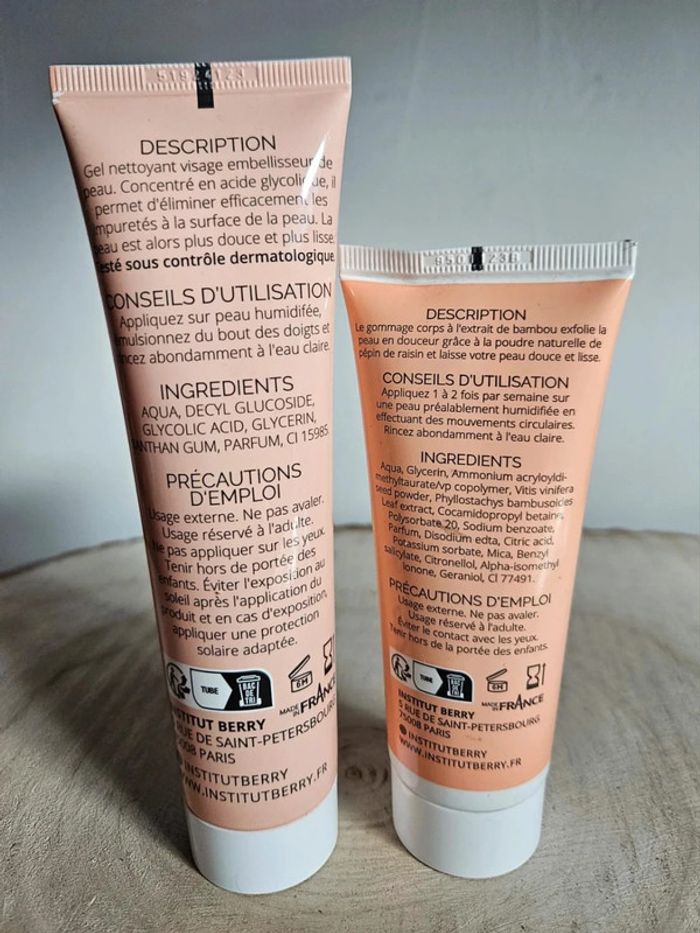 DESCRIPTION
Gel nettoyant visage embellisseur de
peau. Concentré en acide glycolique, il
permet d'éliminer efficacement les
impuretés à la surface de la peau. La
peau est alors plus douce et plus lisse.
Testé sous contrôle dermatologique.
CONSEILS D'UTILISATION
Appliquez sur peau humidifiée,
émulsionnez du bout des doigts et
rincez abondamment à l'eau claire.
INGREDIENTS
AQUA, DECYL GLUCOSIDE,
GLYCOLIC ACID, GLYCERIN,
XANTHAN GUM, PARFUM, CI 15985.
PRÉCAUTIONS
D'EMPLOI
Usage externe. Ne pas avaler.
Usage réservé à l'adulte.
Ne pas appliquer sur les yeux.
Tenir hors de portée des
enfants. Éviter l'exposition au
soleil après l'application du
produit et en cas d'exposition,
appliquer une protection
solaire adaptée.
TUBE
BAC
DE
TRI
6M
MADE IN FRANCE
INSTITUT BERRY
5 RUE DE SAINT-PETERSBOURG
75008 PARIS
INSTITUTBERRY
WWW.INSTITUTBERRY.FR
DESCRIPTION
Le gommage corps à l'extrait de bambou exfolie la
peau en douceur grâce à la poudre naturelle de
pépin de raisin et laisse votre peau douce et lisse.
CONSEILS D'UTILISATION
Appliquez 1 à 2 fois par semaine sur
une peau préalablement humidifiée en
effectuant des mouvements circulaires.
Rincez abondamment à l'eau claire.
INGREDIENTS
Aqua, Glycerin, Ammonium acryloyldi-
methyltaurate/vp copolymer, Vitis vinifera
seed powder, Phyllostachys bambusoides
Leaf extract, Cocamidopropyl betaine,
Polysorbate 20, Sodium benzoate,
Parfum, Disodium edta, Citric acid,
Potassium sorbate, Mica, Benzyl
salicylate, Citronellol, Alpha-isomethyl
Ionone, Geraniol, CI 77491.
PRÉCAUTIONS D'EMPLOI
Usage externe. Ne pas avaler.
Usage réservé à l'adulte.
Éviter le contact avec les yeux.
Tenir hors de la portée des enfants.
TUBE
BAC
DE
TRI
6M
MADE IN FRANCE
INSTITUT BERRY
5 RUE DE SAINT-PETERSBOURG
75008 PARIS
INSTITUTBERRY
WWW.INSTITUTBERRY.FR